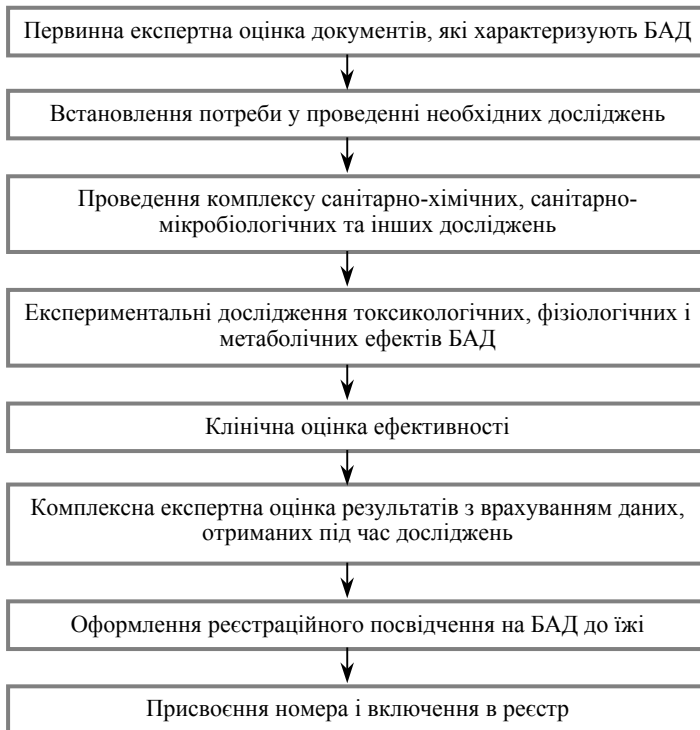 Первинна експертна оцінка документів, які характеризують БАД
Встановлення потреби у проведенні необхідних досліджень
Проведення комплексу санітарно-хімічних, санітарно-
мікробіологічних та інших досліджень
Експериментальні дослідження токсикологічних, фізіологічних і
метаболічних ефектів БАД
Клінічна оцінка ефективності
Комплексна експертна оцінка результатів з врахуванням даних,
отриманих під час досліджень
Оформлення реєстраційного посвідчення на БАД до їжі
Присвоєння номера і включення в реєстр